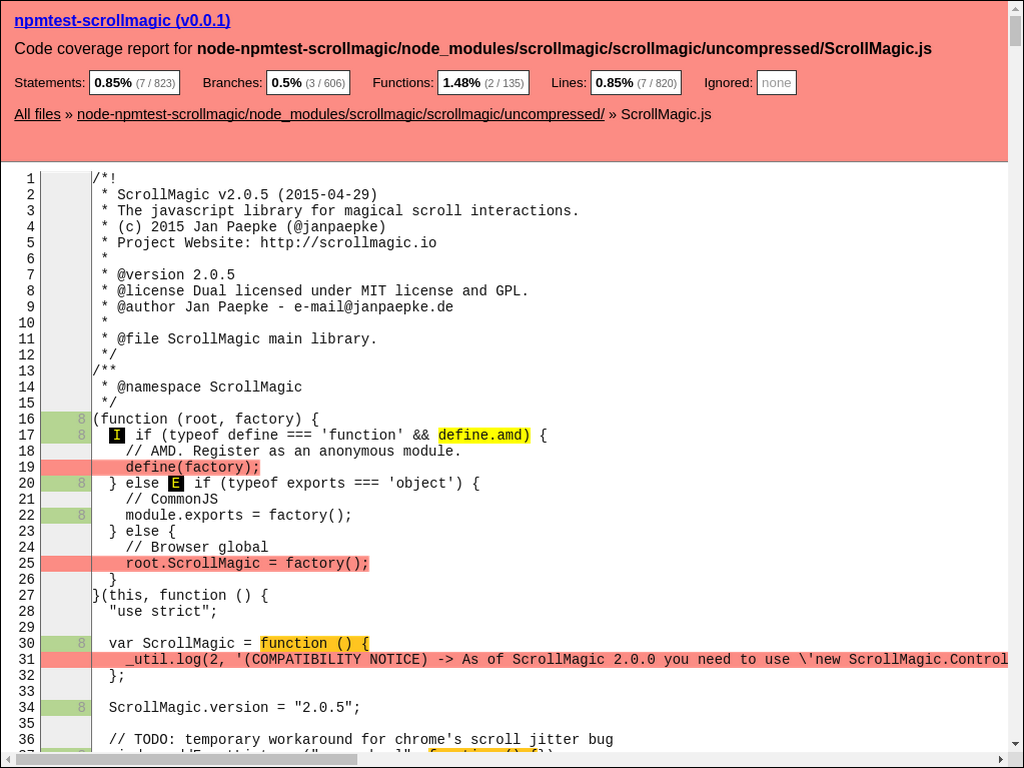 npmtest-scrollmagic (v0.0.1)
Code coverage report for node-npmtest-scrollmagic/node_modules/scrollmagic/scrollmagic/uncompressed/ScrollMagic.js
Statements: 0.85% (7 / 823) Branches: 0.5% (3 / 606) Functions: 1.48% (2 / 135) Lines: 0.85% (7 / 820) Ignored: none
All files » node-npmtest-scrollmagic/node_modules/scrollmagic/scrollmagic/uncompressed/ » ScrollMagic.js
1 /*!
2 * ScrollMagic v2.0.5 (2015-04-29)
3 * The javascript library for magical scroll interactions.
4 * (c) 2015 Jan Paepke (@janpaepke)
5 * Project Website: http://scrollmagic.io
6 *
7 * @version 2.0.5
8 * @license Dual licensed under MIT license and GPL.
9 * @author Jan Paepke - e-mail@janpaepke.de
10 *
11 * @file ScrollMagic main library.
12 */
13 /**
14 * @namespace ScrollMagic
15 */
16 8 (function (root, factory) {
17 8 I if (typeof define === 'function' && define.amd) {
18 // AMD. Register as an anonymous module.
19 define(factory);
20 8 } else E if (typeof exports === 'object') {
21 // CommonJS
22 8 module.exports = factory();
23 } else {
24 // Browser global
25 root.ScrollMagic = factory();
26 }
27 }(this, function () {
28 "use strict";
29
30 8 var ScrollMagic = function () {
31 _util.log(2, '(COMPATIBILITY NOTICE) -> As of ScrollMagic 2.0.0 you need to use \'new ScrollMagic.Control
32 };
33
34 8 ScrollMagic.version = "2.0.5";
35
36 // TODO: temporary workaround for chrome's scroll jitter bug